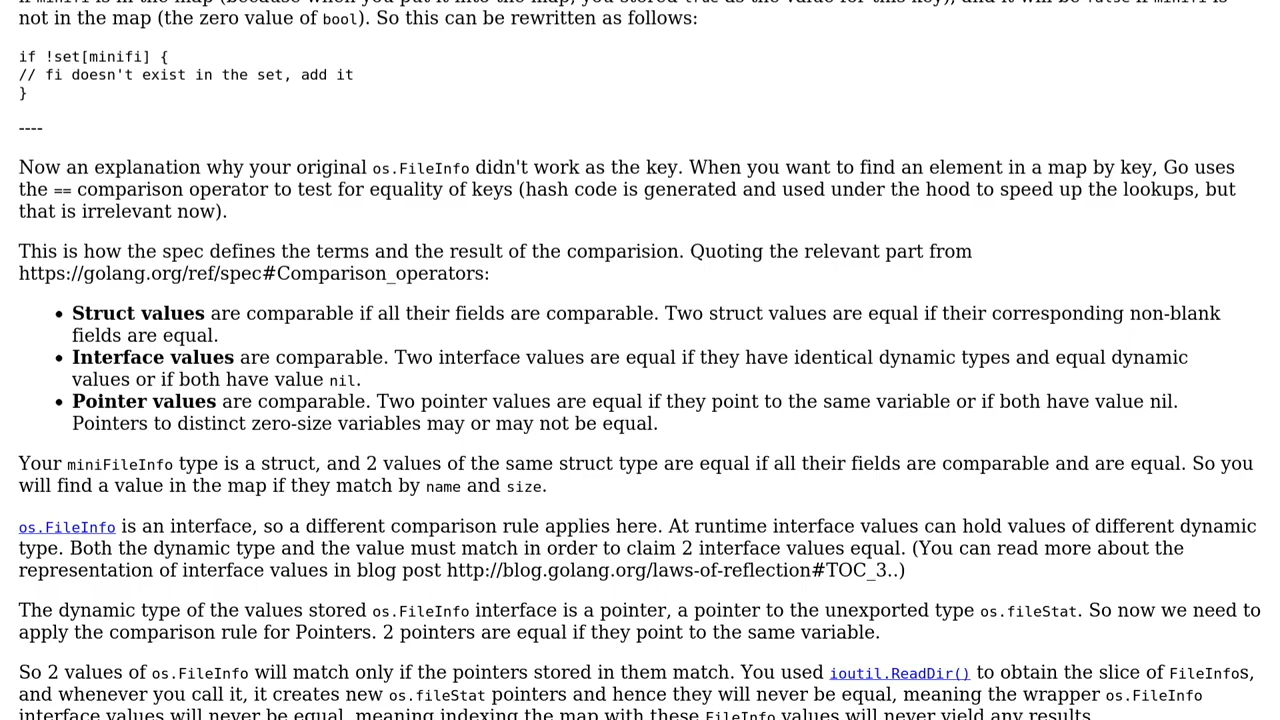 not in the map (the zero value of bool). So this can be rewritten as follows:
if !set[minifi] {
// fi doesn't exist in the set, add it
}
----
Now an explanation why your original os.FileInfo didn't work as the key. When you want to find an element in a map by key, Go uses
the == comparison operator to test for equality of keys (hash code is generated and used under the hood to speed up the lookups, but
that is irrelevant now).
This is how the spec defines the terms and the result of the comparision. Quoting the relevant part from
https://golang.org/ref/spec#Comparison_operators:
• Struct values are comparable if all their fields are comparable. Two struct values are equal if their corresponding non-blank
fields are equal.
• Interface values are comparable. Two interface values are equal if they have identical dynamic types and equal dynamic
values or if both have value nil.
• Pointer values are comparable. Two pointer values are equal if they point to the same variable or if both have value nil.
Pointers to distinct zero-size variables may or may not be equal.
Your miniFileInfo type is a struct, and 2 values of the same struct type are equal if all their fields are comparable and are equal. So you
will find a value in the map if they match by name and size.
os.FileInfo is an interface, so a different comparison rule applies here. At runtime interface values can hold values of different dynamic
type. Both the dynamic type and the value must match in order to claim 2 interface values equal. (You can read more about the
representation of interface values in blog post http://blog.golang.org/laws-of-reflection#TOC_3..)
The dynamic type of the values stored os.FileInfo interface is a pointer, a pointer to the unexported type os.fileStat. So now we need to
apply the comparison rule for Pointers. 2 pointers are equal if they point to the same variable.
So 2 values of os.FileInfo will match only if the pointers stored in them match. You used ioutil.ReadDir() to obtain the slice of FileInfos,
and whenever you call it, it creates new os.fileStat pointers and hence they will never be equal, meaning the wrapper os.FileInfo
interface values will never be equal, meaning indexing the map with these FileInfo values will never yield any results.